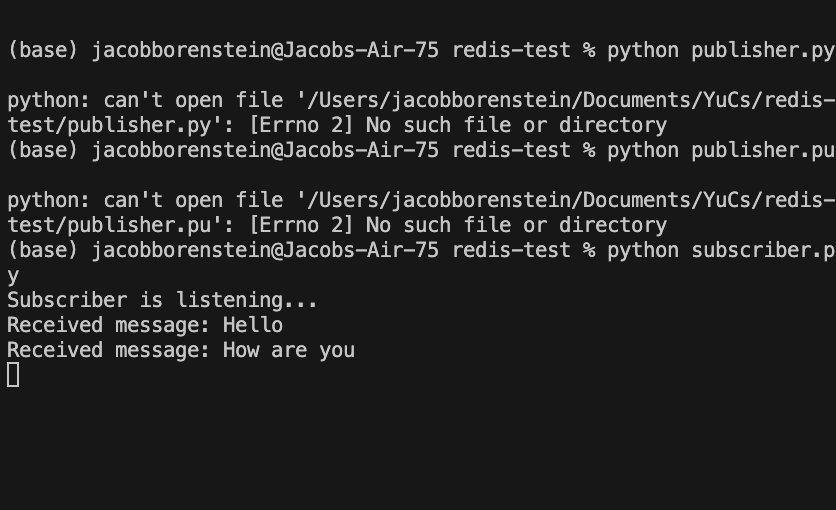 (base) jacobborenstein@Jacobs-Air-75 redis-test % python publisher.py
python: can't open file '/Users/jacobborenstein/Documents/YuCs/redis-
test/publisher.py': [Errno 2] No such file or directory
(base) jacobborenstein@Jacobs-Air-75 redis-test % python publisher.pu
python: can't open file '/Users/jacobborenstein/Documents/YuCs/redis-
test/publisher.pu': [Errno 2] No such file or directory
(base) jacobborenstein@Jacobs-Air-75 redis-test % python subscriber.p
y
Subscriber is listening...
Received message: Hello
Received message: How are you